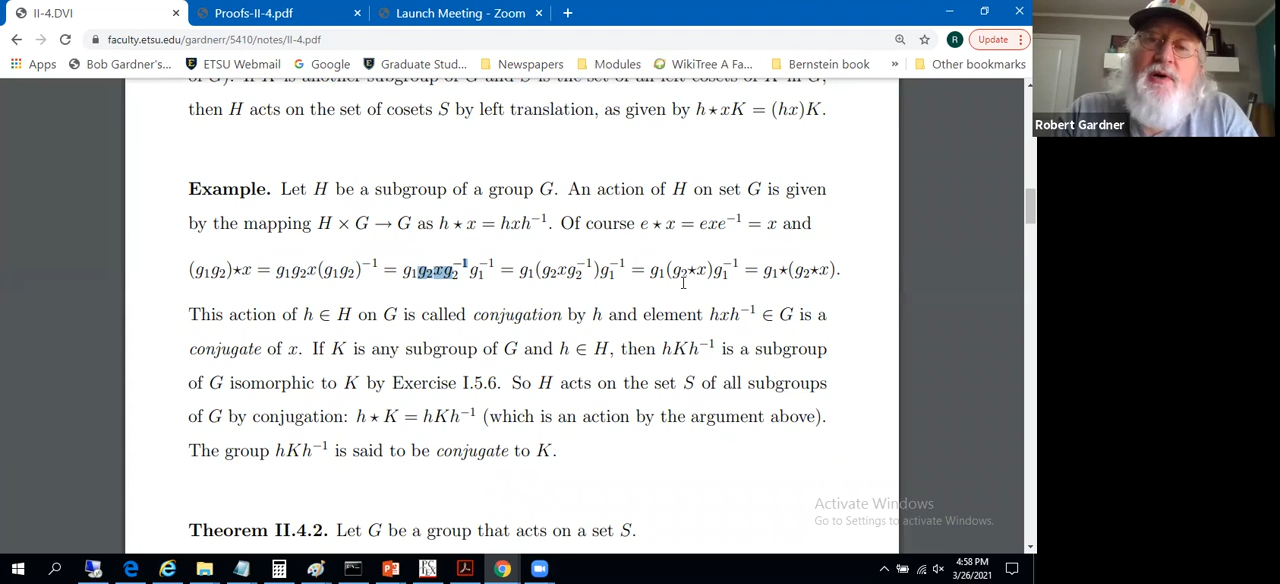 II-4.DVI
Proofs-II-4.pdf
Launch Meeting - Zoom
faculty.etsu.edu/gardnerr/5410/notes/II-4.pdf
R
Update
Apps
Bob Gardner's...
ETSU Webmail
Google
Graduate Stud...
Newspapers
Modules
WikiTree A Fa...
Bernstein book
»
Other bookmarks
then H acts on the set of cosets S by left translation, as given by h ⋆ xK = (hx)K.
Example. Let H be a subgroup of a group G. An action of H on set G is given
by the mapping H × G → G as h ⋆ x = hxh⁻¹. Of course e ⋆ x = exe⁻¹ = x and
(g₁g₂)⋆x = g₁g₂x(g₁g₂)⁻¹ = g₁g₂xg₂⁻¹g₁⁻¹ = g₁(g₂xg₂⁻¹)g₁⁻¹ = g₁(g₂⋆x)g₁⁻¹ = g₁⋆(g₂⋆x).
This action of h ∈ H on G is called conjugation by h and element hxh⁻¹ ∈ G is a
conjugate of x. If K is any subgroup of G and h ∈ H, then hKh⁻¹ is a subgroup
of G isomorphic to K by Exercise I.5.6. So H acts on the set S of all subgroups
of G by conjugation: h ⋆ K = hKh⁻¹ (which is an action by the argument above).
The group hKh⁻¹ is said to be conjugate to K.
Theorem II.4.2. Let G be a group that acts on a set S.
Robert Gardner
Activate Windows
Go to Settings to activate Windows.
4:58 PM
3/26/2021